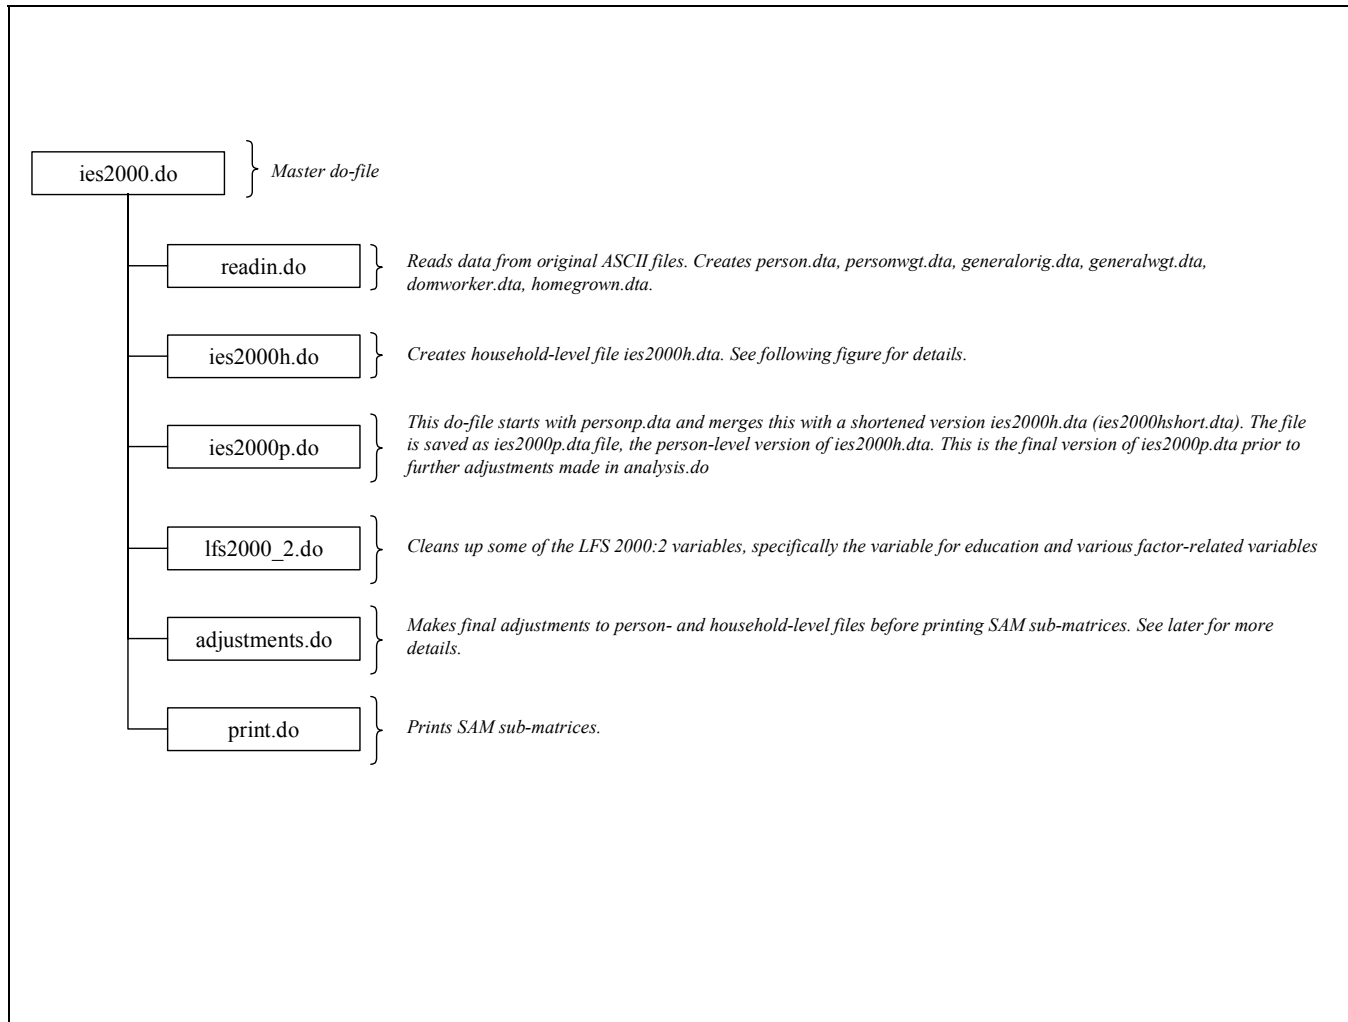 ies2000.do
Master do-file
readin.do
Reads data from original ASCII files. Creates person.dta, personwgt.dta, generalorig.dta, generalwgt.dta,
domworker.dta, homegrown.dta.
ies2000h.do
Creates household-level file ies2000h.dta. See following figure for details.
ies2000p.do
This do-file starts with personp.dta and merges this with a shortened version ies2000h.dta (ies2000hshort.dta). The file
is saved as ies2000p.dta file, the person-level version of ies2000h.dta. This is the final version of ies2000p.dta prior to
further adjustments made in analysis.do
lfs2000_2.do
Cleans up some of the LFS 2000:2 variables, specifically the variable for education and various factor-related variables
adjustments.do
Makes final adjustments to person- and household-level files before printing SAM sub-matrices. See later for more
details.
print.do
Prints SAM sub-matrices.